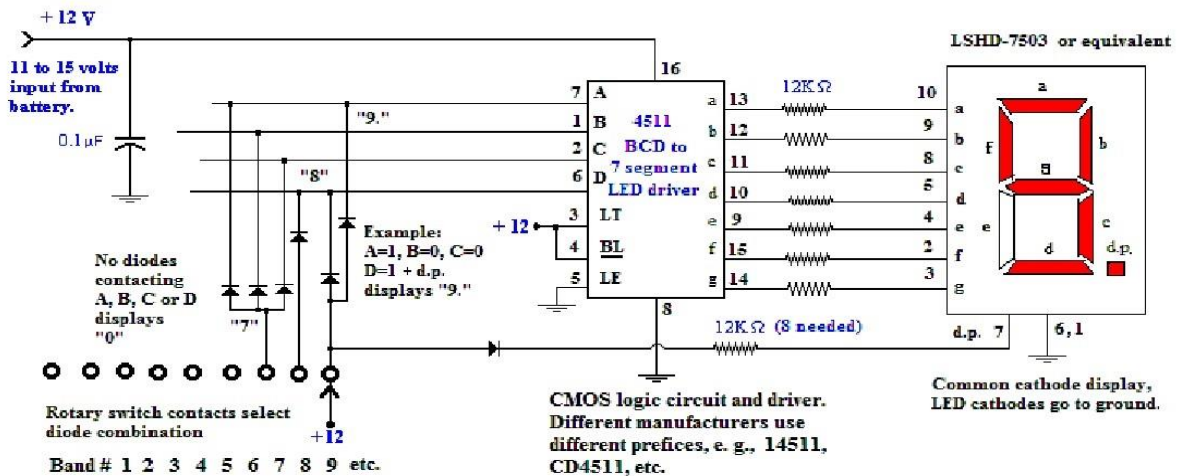 + 12 V
11 to 15 volts
input from
battery.
0.1µF
"9."
"8"
"7"
No diodes
contacting
A, B, C or D
displays
"0"
Example:
A=1, B=0, C=0
D=1 + d.p.
displays "9."
+ 12
16
7 A
1 B
2 C
6 D
3 LT
4 BL
5 LE
8
4511
BCD to
7 segment
LED driver
a 13
b 12
c 11
d 10
e 9
f 15
g 14
12KΩ
12KΩ (8 needed)
LSHD-7503 or equivalent
10 a
9 b
8 c
5 d
4 e
2 f
3 g
a
f
b
g
e
c
d
d.p.
d.p. 7
6, 1
Common cathode display,
LED cathodes go to ground.
CMOS logic circuit and driver.
Different manufacturers use
different prefices, e. g., 14511,
CD4511, etc.
Rotary switch contacts select
diode combination
+12
Band # 1 2 3 4 5 6 7 8 9 etc.